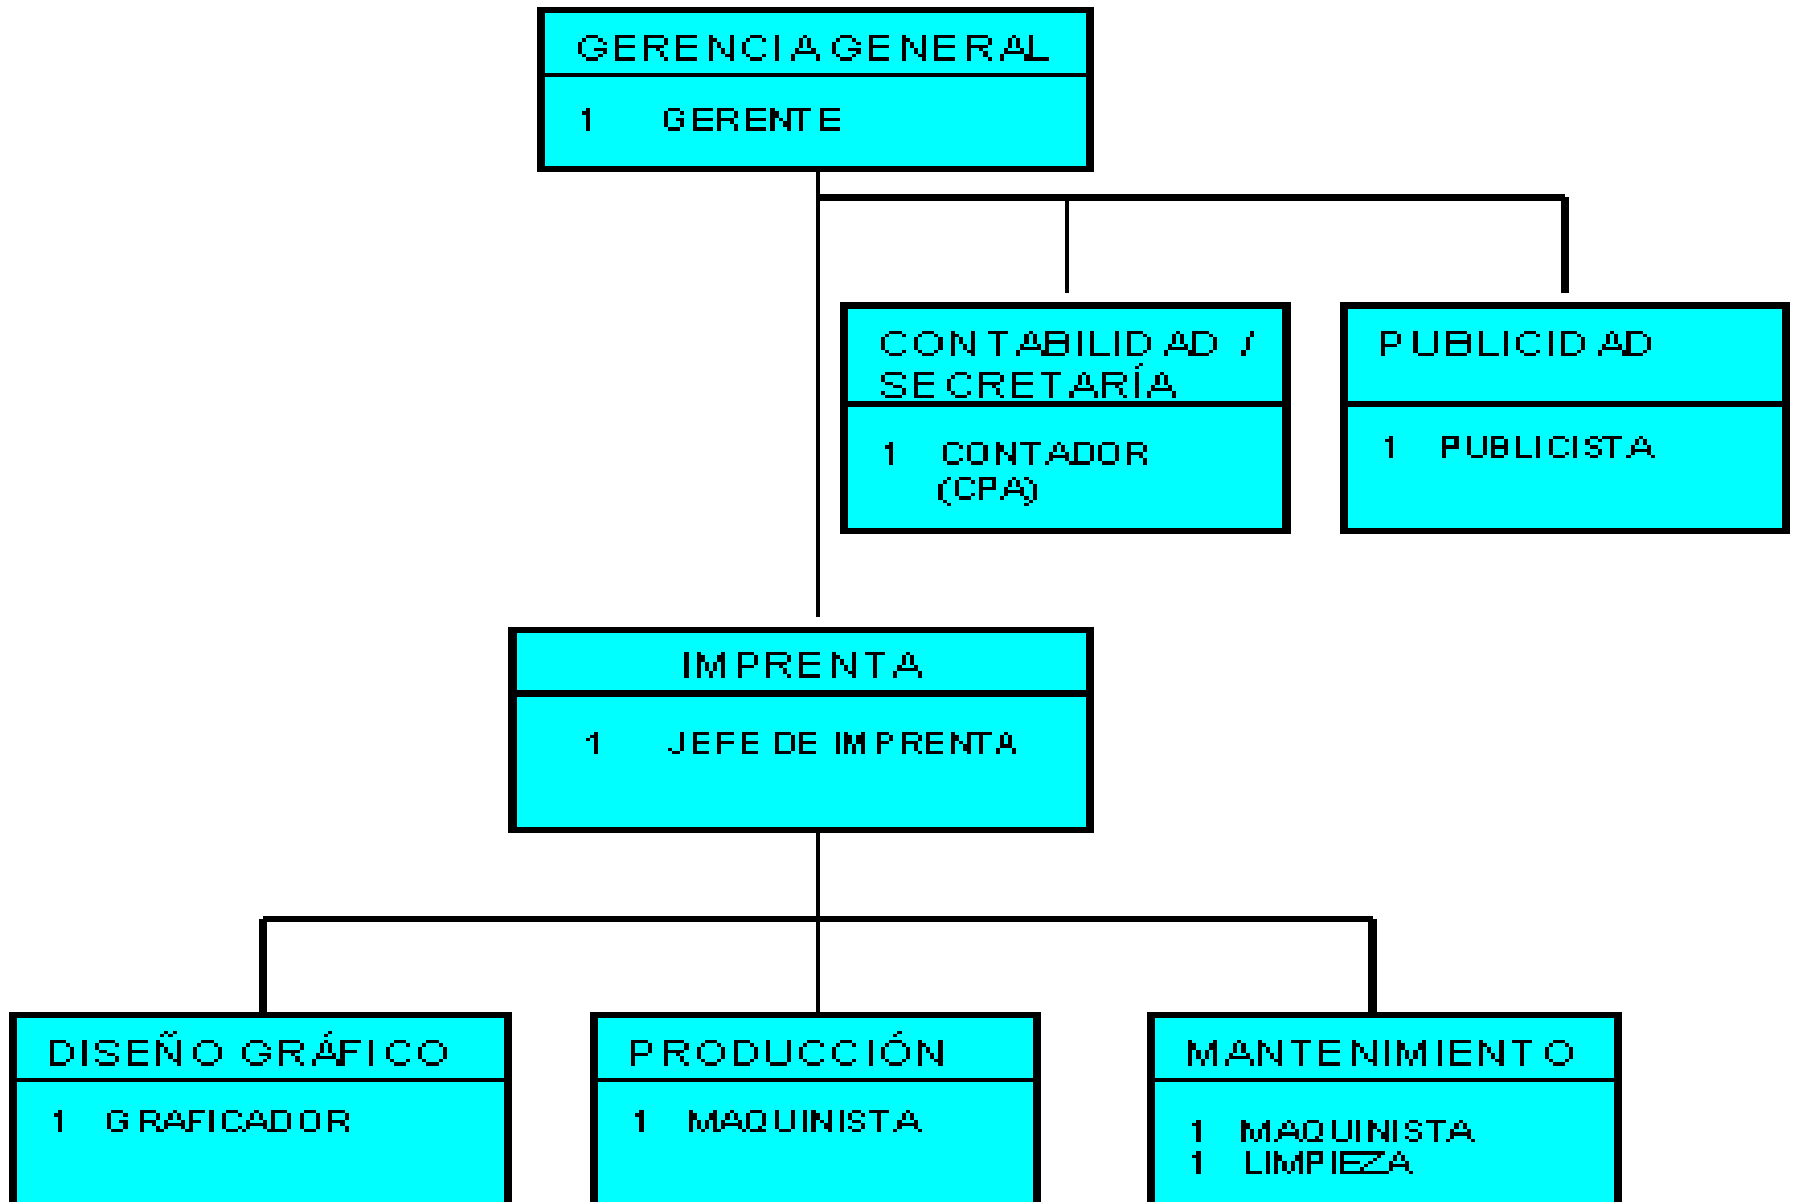 GERENCIA GENERAL
1 GERENTE
CONTABILIDAD /
SECRETARÍA
1 CONTADOR
(CPA)
PUBLICIDAD
1 PUBLICISTA
IMPRENTA
1 JEFE DE IMPRENTA
DISEÑO GRÁFICO
1 GRAFICADOR
PRODUCCIÓN
1 MAQUINISTA
MANTENIMIENTO
1 MAQUINISTA
1 LIMPIEZA